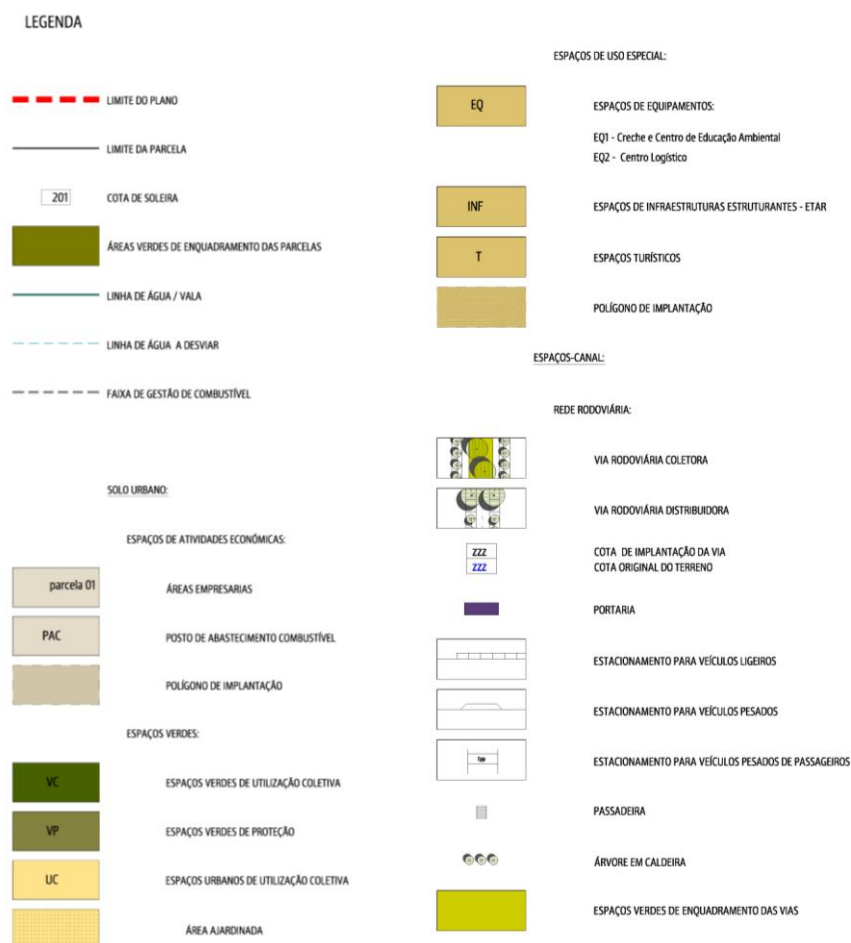 LEGENDA
LIMITE DO PLANO
LIMITE DA PARCELA
201 COTA DE SOLEIRA
ÁREAS VERDES DE ENQUADRAMENTO DAS PARCELAS
LINHA DE ÁGUA / VALA
LINHA DE ÁGUA A DESVIAR
FAIXA DE GESTÃO DE COMBUSTÍVEL
SOLO URBANO:
ESPAÇOS DE ATIVIDADES ECONÓMICAS:
parcela 01 ÁREAS EMPRESARIAS
PAC POSTO DE ABASTECIMENTO COMBUSTÍVEL
POLÍGONO DE IMPLANTAÇÃO
ESPAÇOS VERDES:
VC ESPAÇOS VERDES DE UTILIZAÇÃO COLETIVA
VP ESPAÇOS VERDES DE PROTEÇÃO
UC ESPAÇOS URBANOS DE UTILIZAÇÃO COLETIVA
ÁREA AJARDINADA
ESPAÇOS DE USO ESPECIAL:
EQ ESPAÇOS DE EQUIPAMENTOS:
EQ1 - Creche e Centro de Educação Ambiental
EQ2 - Centro Logístico
INF ESPAÇOS DE INFRAESTRUTURAS ESTRUTURANTES - ETAR
T ESPAÇOS TURÍSTICOS
POLÍGONO DE IMPLANTAÇÃO
ESPAÇOS-CANAL:
REDE RODOVIÁRIA:
VIA RODOVIÁRIA COLETORA
VIA RODOVIÁRIA DISTRIBUIDORA
ZZZ COTA DE IMPLANTAÇÃO DA VIA
ZZZ COTA ORIGINAL DO TERRENO
PORTARIA
ESTACIONAMENTO PARA VEÍCULOS LIGEIROS
ESTACIONAMENTO PARA VEÍCULOS PESADOS
ESTACIONAMENTO PARA VEÍCULOS PESADOS DE PASSAGEIROS
PASSADEIRA
ÁRVORE EM CALDEIRA
ESPAÇOS VERDES DE ENQUADRAMENTO DAS VIAS